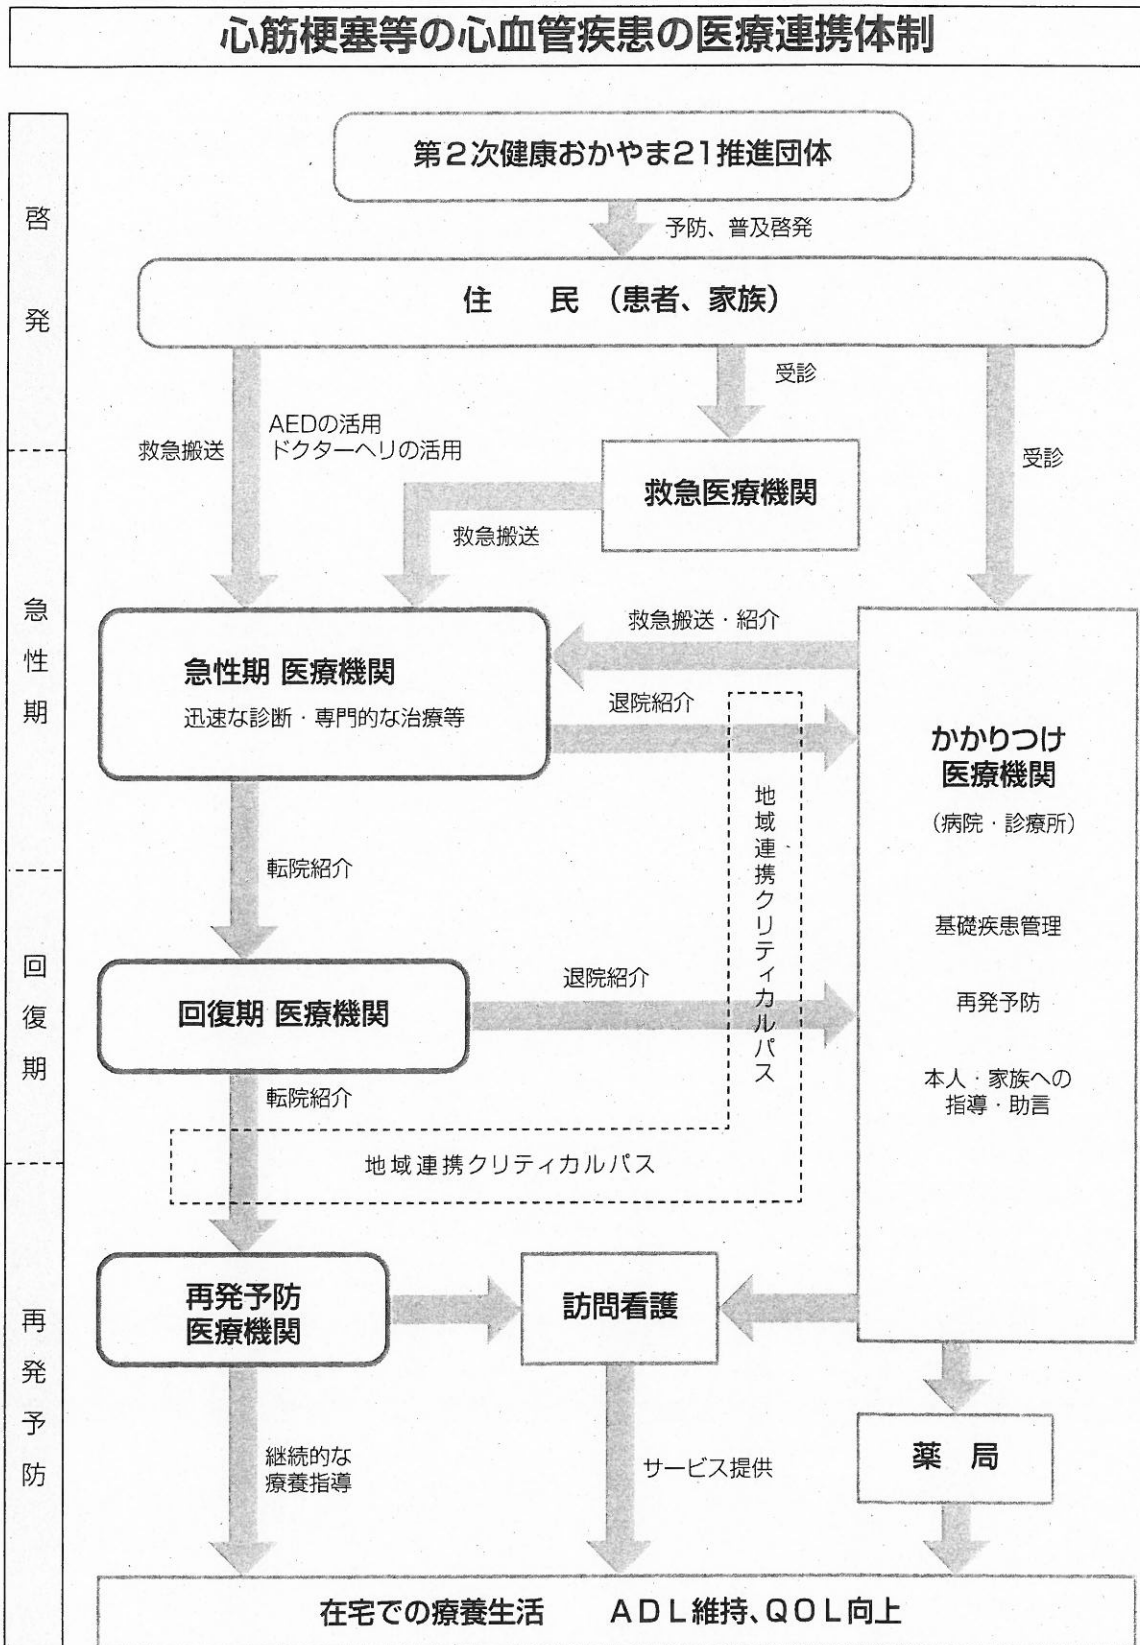 心筋梗塞等の心血管疾患の医療連携体制
啓発
第2次健康おかやま21推進団体
予防、普及啓発
住　民 （患者、家族）
救急搬送
AEDの活用
ドクターヘリの活用
受診
受診
救急医療機関
救急搬送
急性期
急性期 医療機関
迅速な診断・専門的な治療等
救急搬送・紹介
退院紹介
かかりつけ
医療機関
（病院・診療所）
基礎疾患管理
再発予防
本人・家族への
指導・助言
地域連携クリティカルパス
転院紹介
回復期
回復期 医療機関
退院紹介
転院紹介
地域連携クリティカルパス
再発予防
再発予防
医療機関
訪問看護
薬　局
継続的な
療養指導
サービス提供
在宅での療養生活　ADL維持、QOL向上